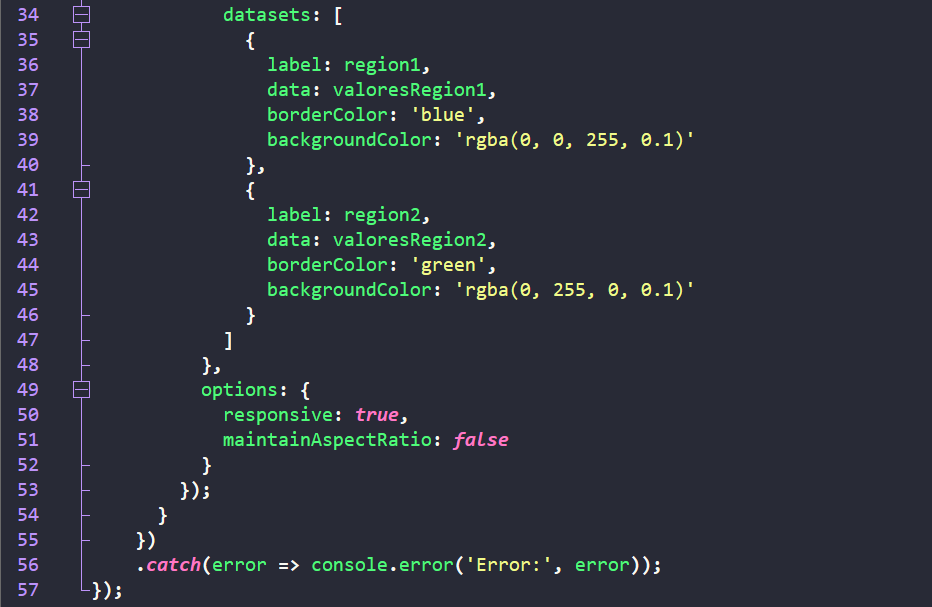 34 datasets: [
35 {
36 label: region1,
37 data: valoresRegion1,
38 borderColor: 'blue',
39 backgroundColor: 'rgba(0, 0, 255, 0.1)'
40 },
41 {
42 label: region2,
43 data: valoresRegion2,
44 borderColor: 'green',
45 backgroundColor: 'rgba(0, 255, 0, 0.1)'
46 }
47 ]
48 },
49 options: {
50 responsive: true,
51 maintainAspectRatio: false
52 }
53 });
54 }
55 })
56 .catch(error => console.error('Error:', error));
57 });